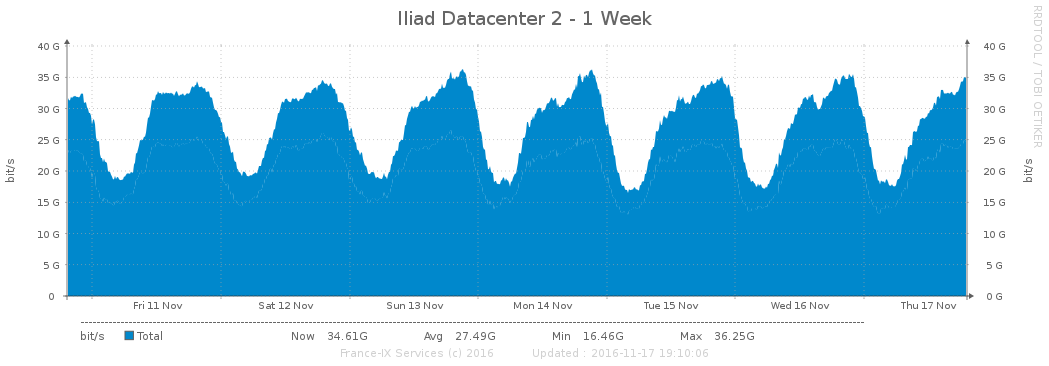 Iliad Datacenter 2 - 1 Week
RRDTOOL / TOBI OETIKER
40 G 40 G
35 G 35 G
30 G 30 G
25 G 25 G
20 G 20 G
15 G 15 G
10 G 10 G
5 G 5 G
0 0 G
bit/s bit/s
Fri 11 Nov Sat 12 Nov Sun 13 Nov Mon 14 Nov Tue 15 Nov Wed 16 Nov Thu 17 Nov
bit/s Total Now 34.61G Avg 27.49G Min 16.46G Max 36.25G
France-IX Services (c) 2016 Updated : 2016-11-17 19:10:06